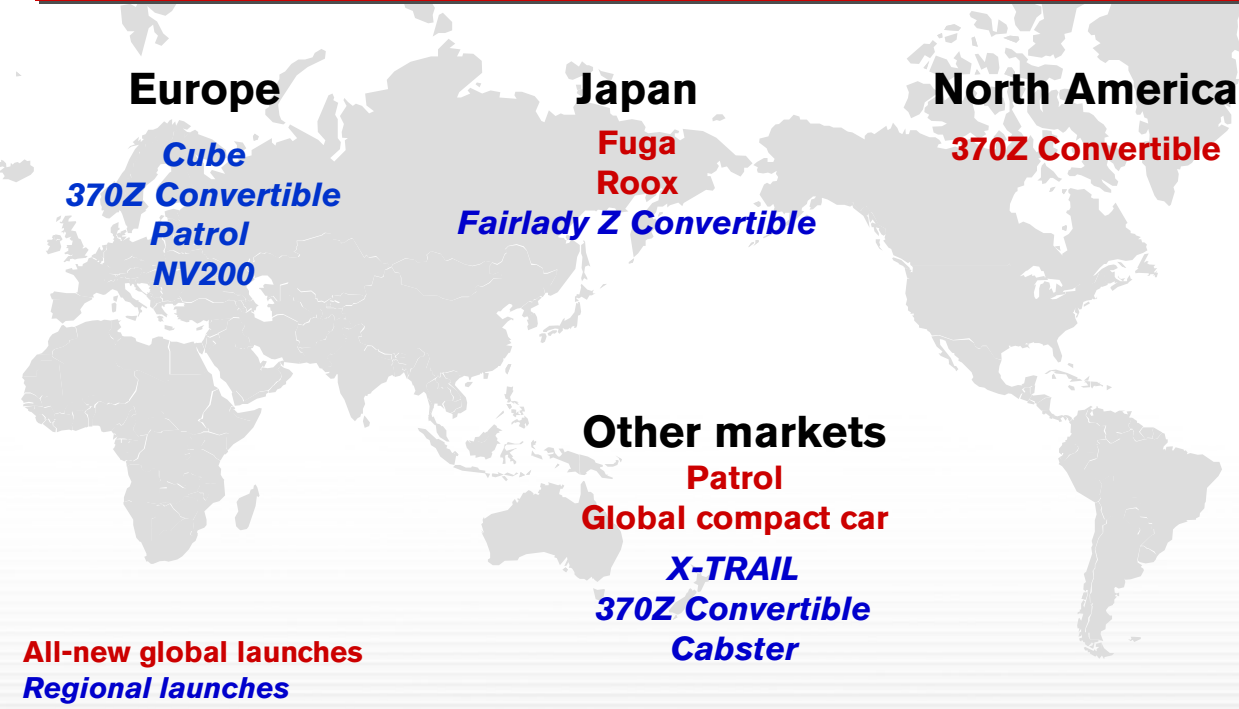 Europe
Cube
370Z Convertible
Patrol
NV200
Japan
Fuga
Roox
Fairlady Z Convertible
North America
370Z Convertible
Other markets
Patrol
Global compact car
X-TRAIL
370Z Convertible
Cabster
All-new global launches
Regional launches